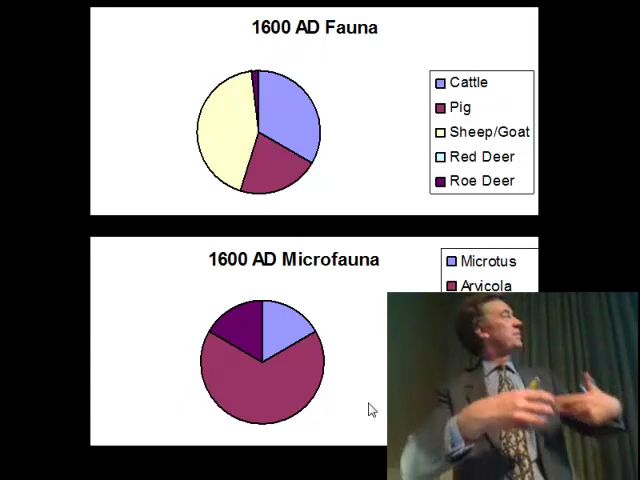 1600 AD Fauna
Cattle
Pig
Sheep/Goat
Red Deer
Roe Deer
1600 AD Microfauna
Microtus
Arvicola